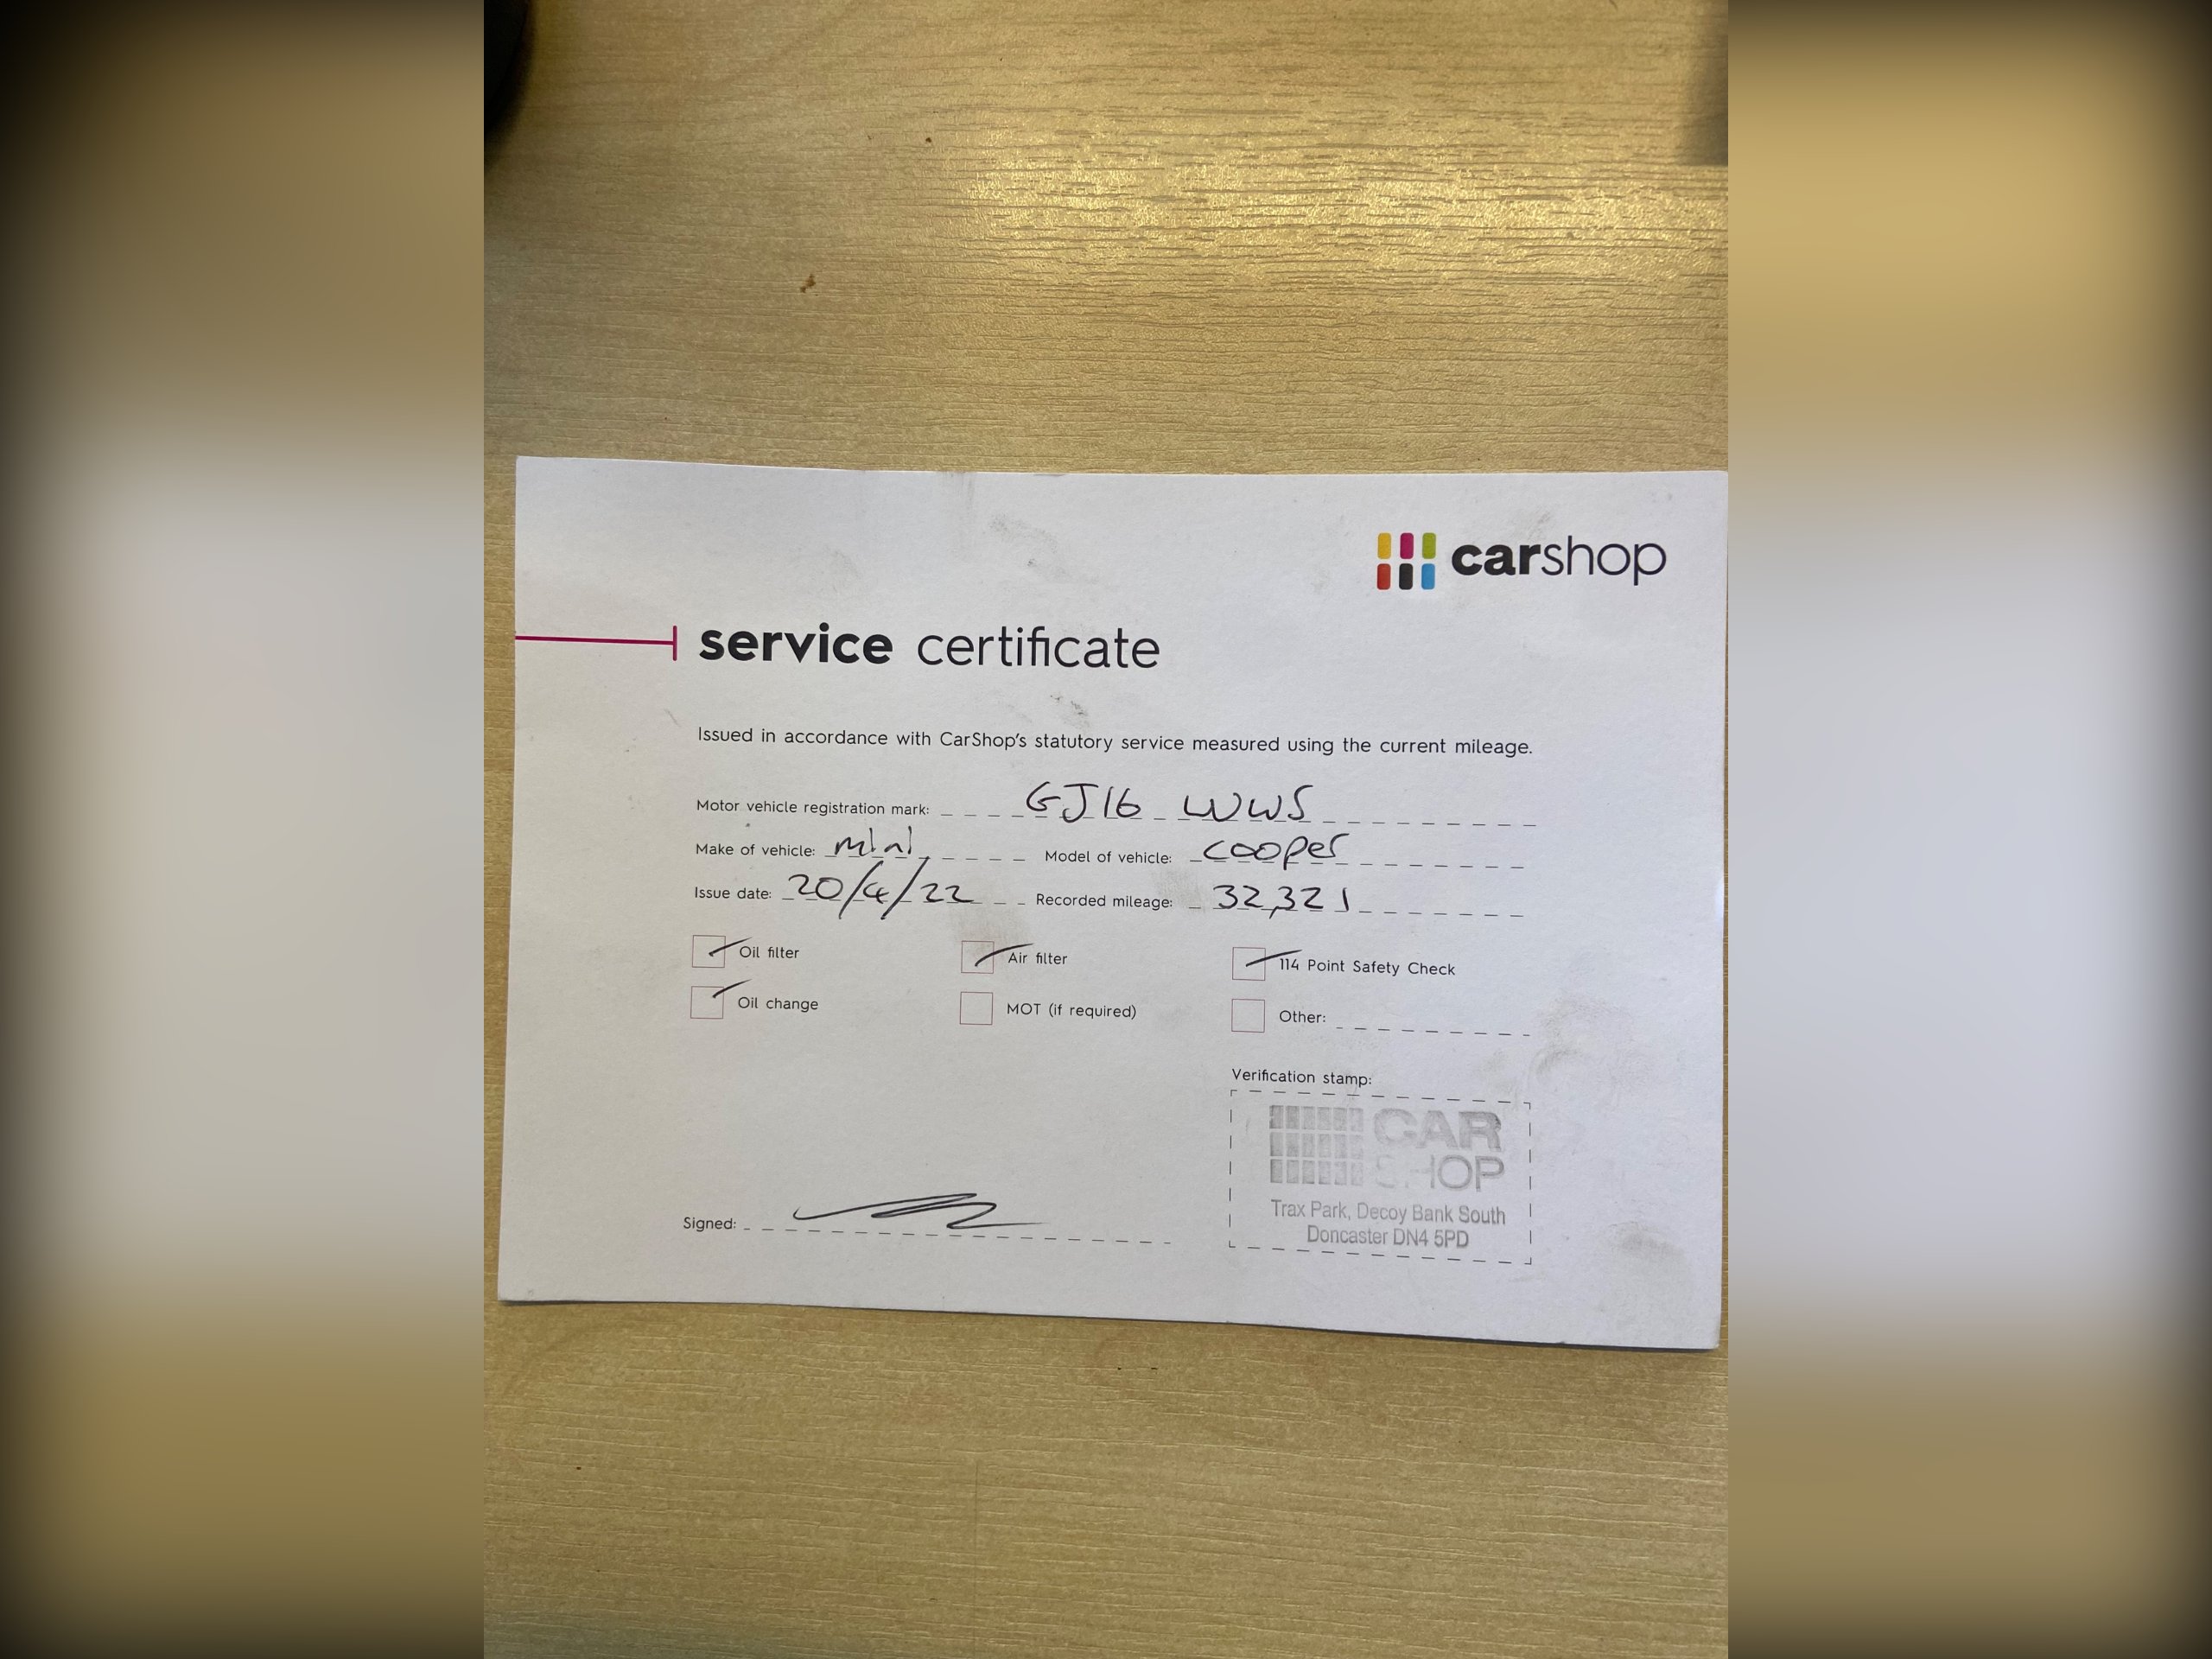 carshop
service certificate
Issued in accordance with CarShop's statutory service measured using the current mileage.
Motor vehicle registration mark: GJ16 WWS
Make of vehicle: mini Model of vehicle: cooper
Issue date: 20/4/22 Recorded mileage: 32,321
Oil filter Air filter 114 Point Safety Check
Oil change MOT (if required) Other:
Verification stamp:
CAR
SHOP
Trax Park, Decoy Bank South
Doncaster DN4 5PD
Signed: